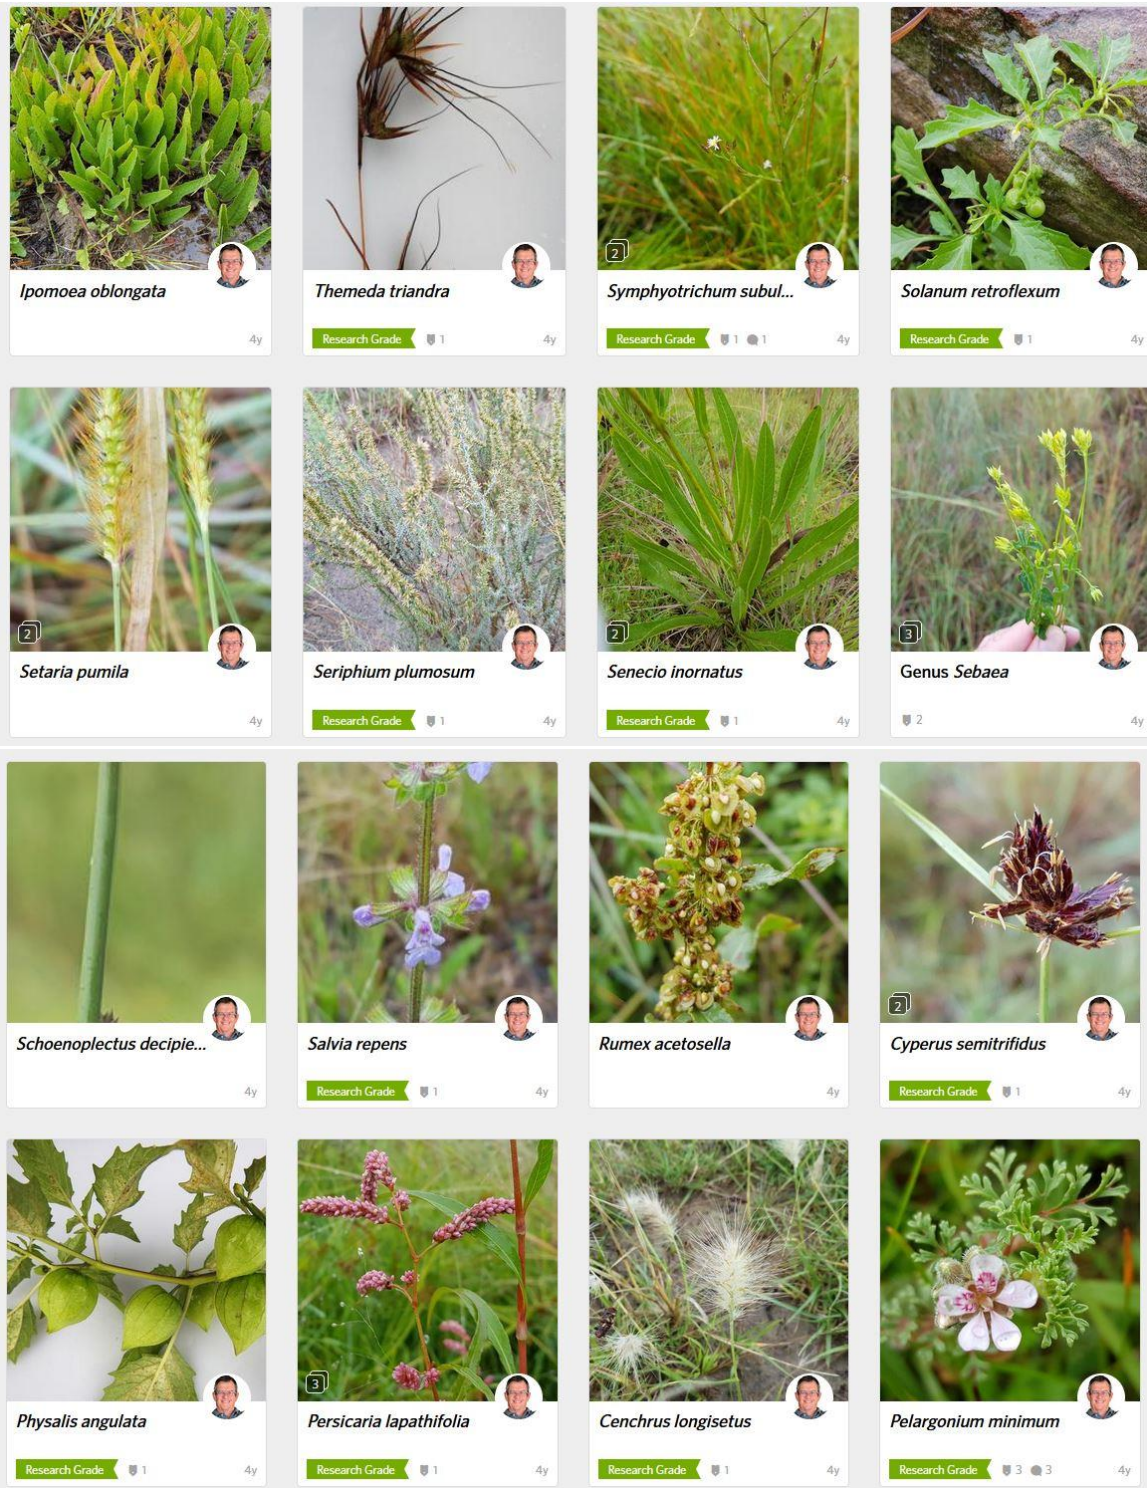 Ipomoea oblongata
4y
Themeda triandra
Research Grade 1 4y
2
Symphyotrichum subul...
Research Grade 1 1 4y
Solanum retroflexum
Research Grade 1 4y
2
Setaria pumila
4y
Seriphium plumosum
Research Grade 1 4y
2
Senecio inornatus
Research Grade 1 4y
3
Genus Sebaea
2 4y
Schoenoplectus decipie...
4y
Salvia repens
Research Grade 1 4y
Rumex acetosella
4y
2
Cyperus semitrifidus
Research Grade 1 4y
Physalis angulata
Research Grade 1 4y
3
Persicaria lapathifolia
Research Grade 1 4y
Cenchrus longisetus
Research Grade 1 4y
Pelargonium minimum
Research Grade 3 3 4y